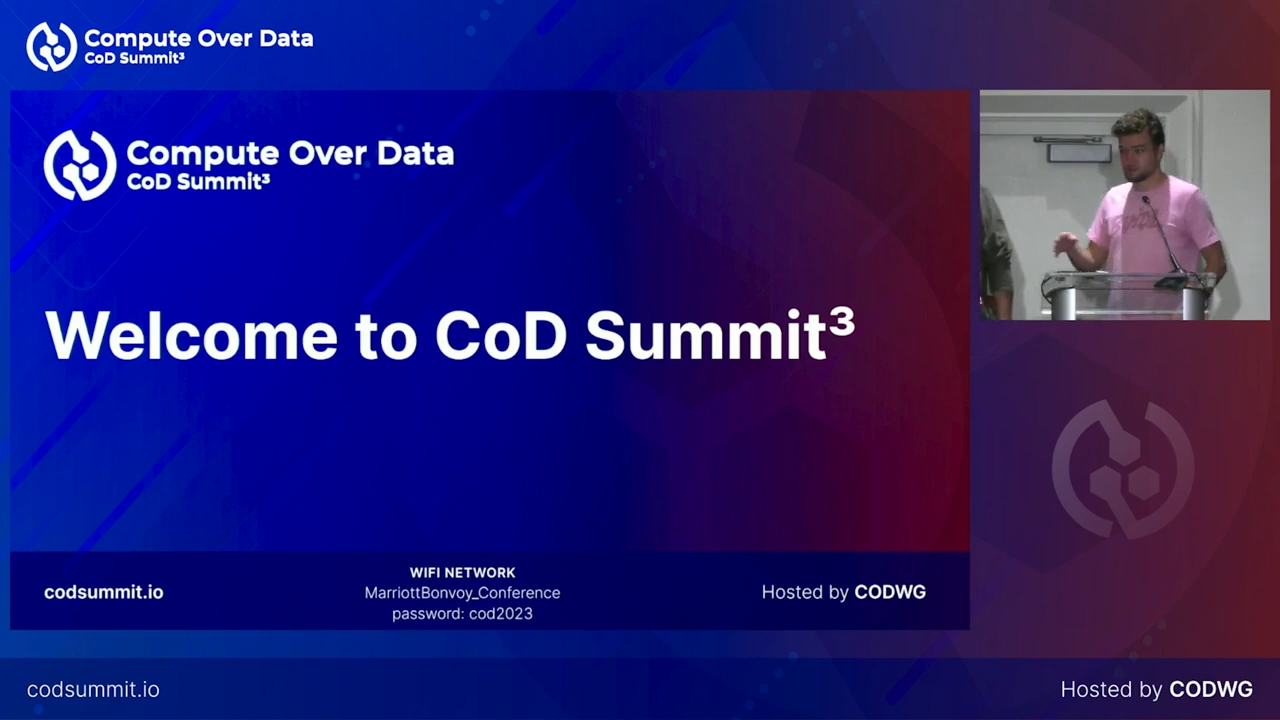 Compute Over Data
CoD Summit³
Compute Over Data
CoD Summit³
Welcome to CoD Summit³
codsummit.io
WIFI NETWORK
MarriottBonvoy_Conference
password: cod2023
Hosted by CODWG
codsummit.io
Hosted by CODWG